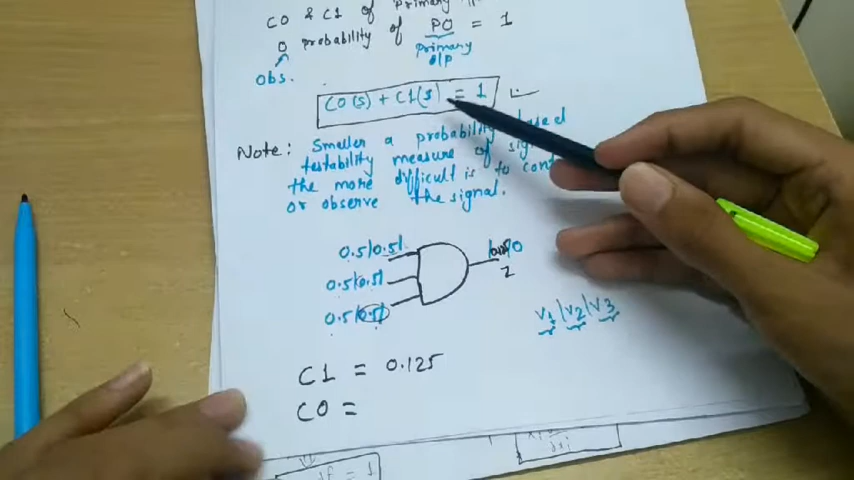 C0 & C1 of Primary
O probability of PO = 1
Obs.
Primary
o/p
C0(s) + C1(s) = 1
Note: Smaller a probability based
testability measure of
the more difficult is to
or observe the signal.
0.5|0.5|
0.5|0.5|
0.5|0.5|
z
V1|V2|V3
C1 = 0.125
C0 =